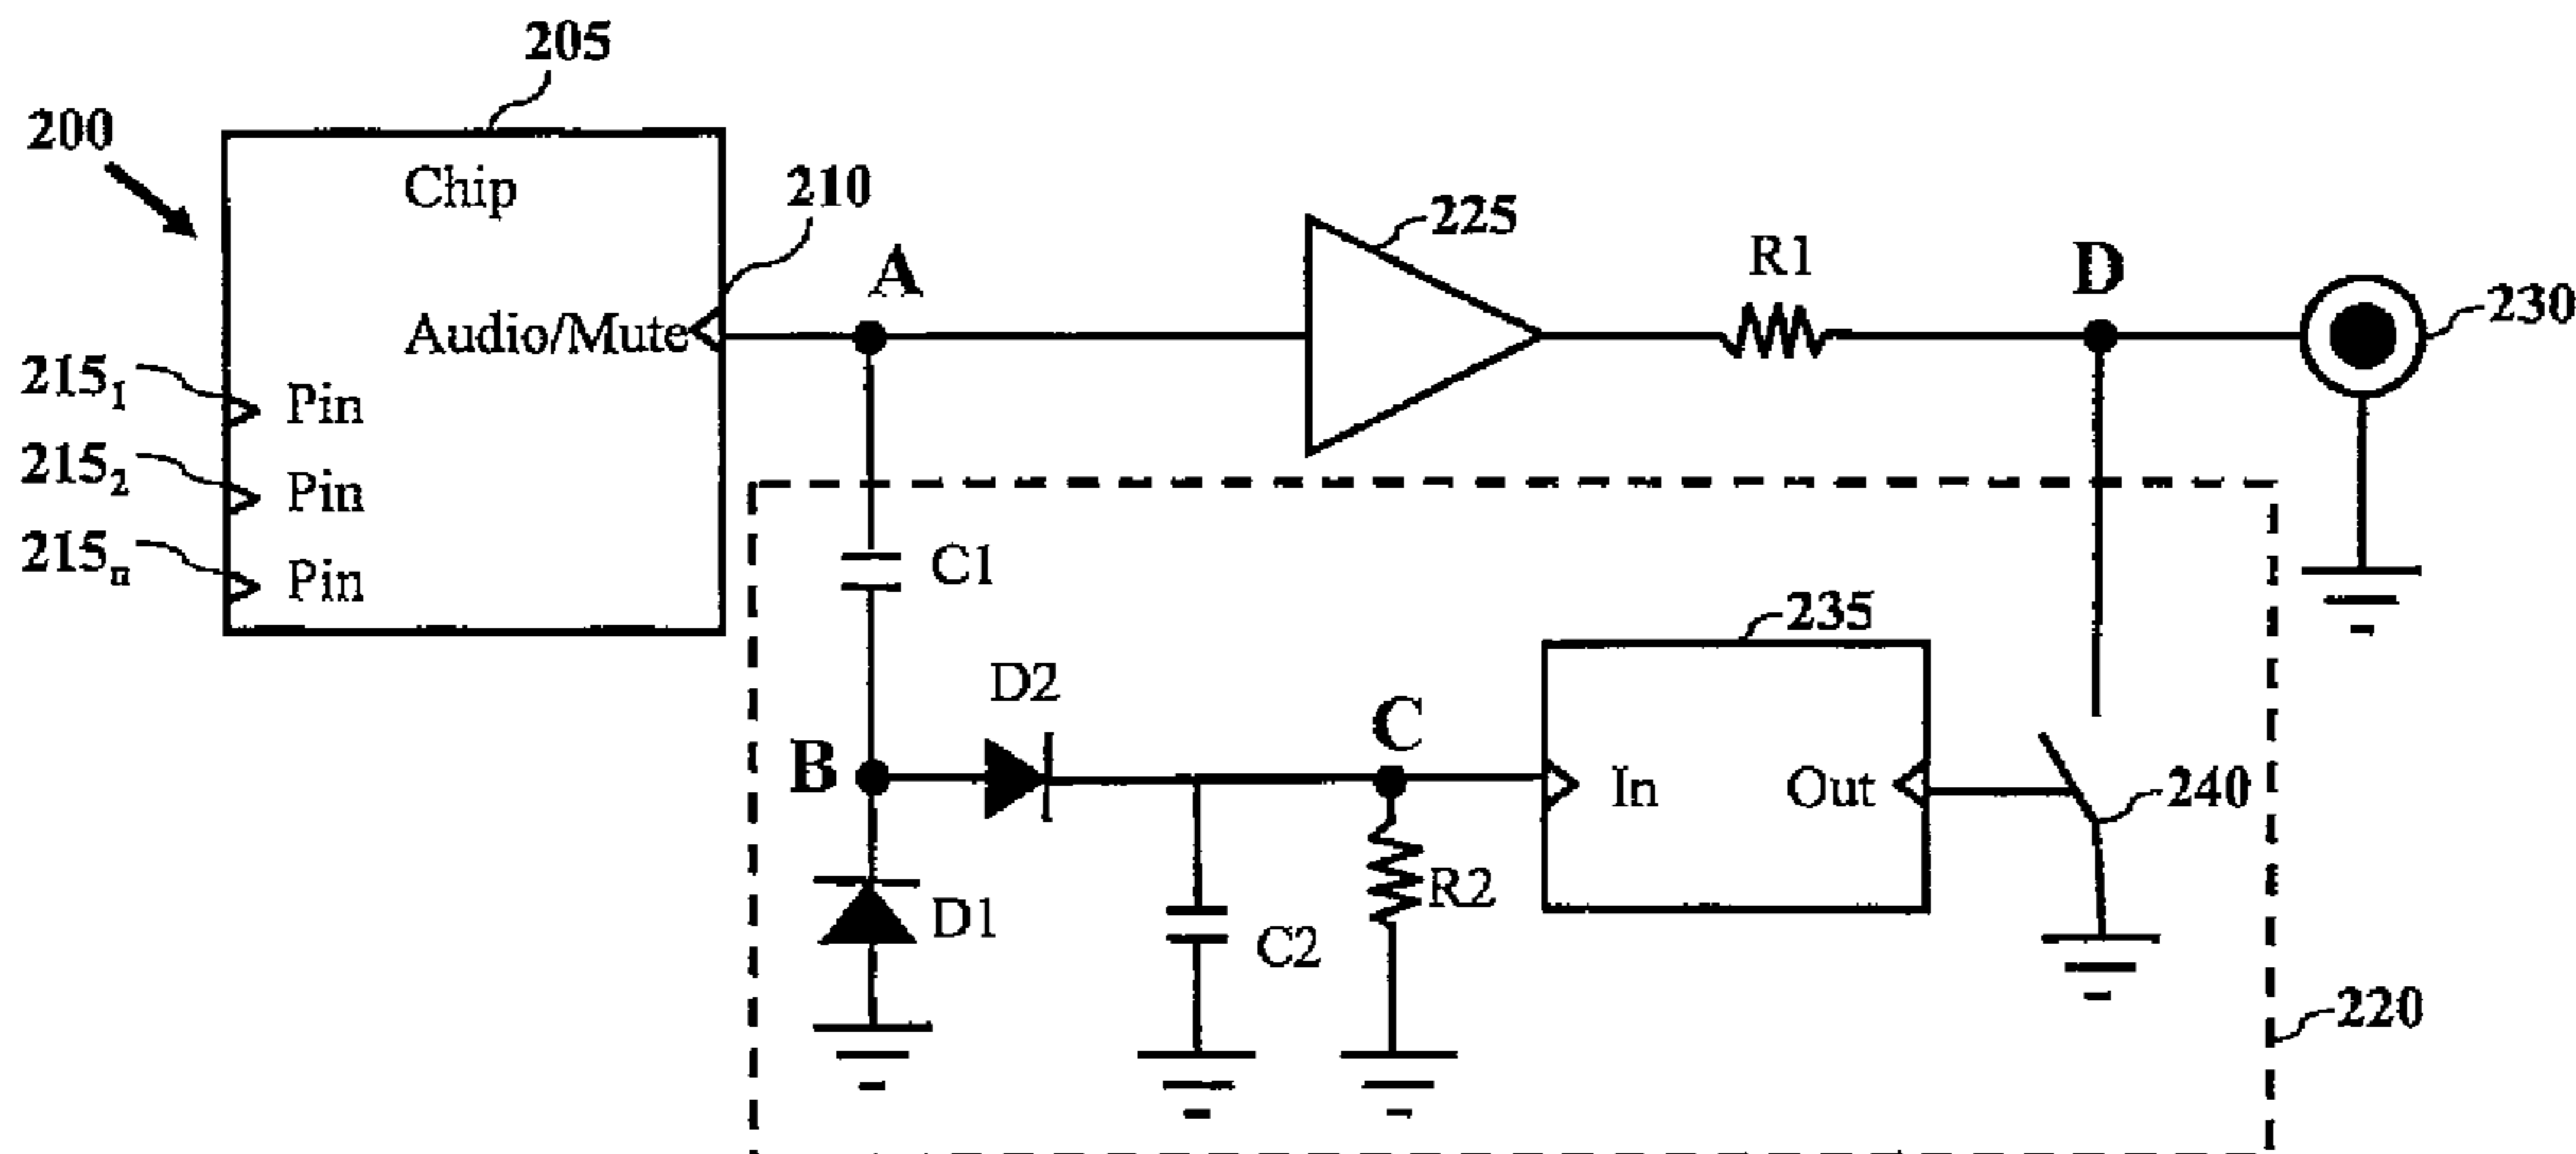 205
200
Chip
210
A
225
R1
D
230
Audio/Mute
215₁
Pin
215₂
Pin
215ₙ
Pin
C1
235
D2
B
C
In
Out
240
D1
R2
C2
220